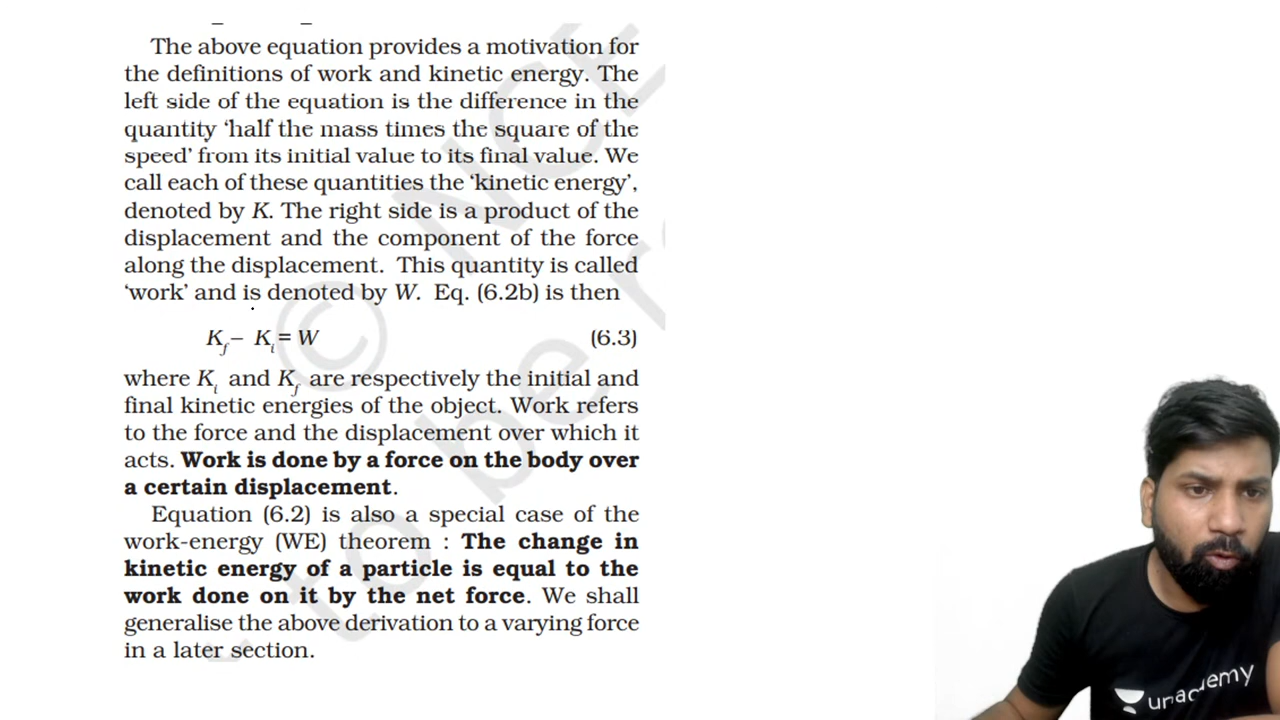 The above equation provides a motivation for
the definitions of work and kinetic energy. The
left side of the equation is the difference in the
quantity ‘half the mass times the square of the
speed’ from its initial value to its final value. We
call each of these quantities the ‘kinetic energy’,
denoted by K. The right side is a product of the
displacement and the component of the force
along the displacement. This quantity is called
‘work’ and is denoted by W. Eq. (6.2b) is then
K_f – K_i = W (6.3)
where K_i and K_f are respectively the initial and
final kinetic energies of the object. Work refers
to the force and the displacement over which it
acts. Work is done by a force on the body over
a certain displacement.
Equation (6.2) is also a special case of the
work-energy (WE) theorem : The change in
kinetic energy of a particle is equal to the
work done on it by the net force. We shall
generalise the above derivation to a varying force
in a later section.
© NCE
to be r
unacademy